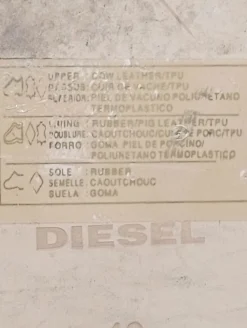 UPPER : COW LEATHER/TPU
DESSUS: CUIR DE VACHE/TPU
SUPERIOR: PIEL DE VACUNO POLIURETANO
TERMOPLASTICO
LINING : RUBBER/PIG LEATHER/TPU
DOUBLURE: CAOUTCHOUC/CUIR DE PORC/TPU
FORRO : GOMA PIEL DE PORCINO/
POLIURETANO TERMOPLASTICO
SOLE : RUBBER
SEMELLE: CAOUTCHOUC
SUELA : GOMA
DIESEL